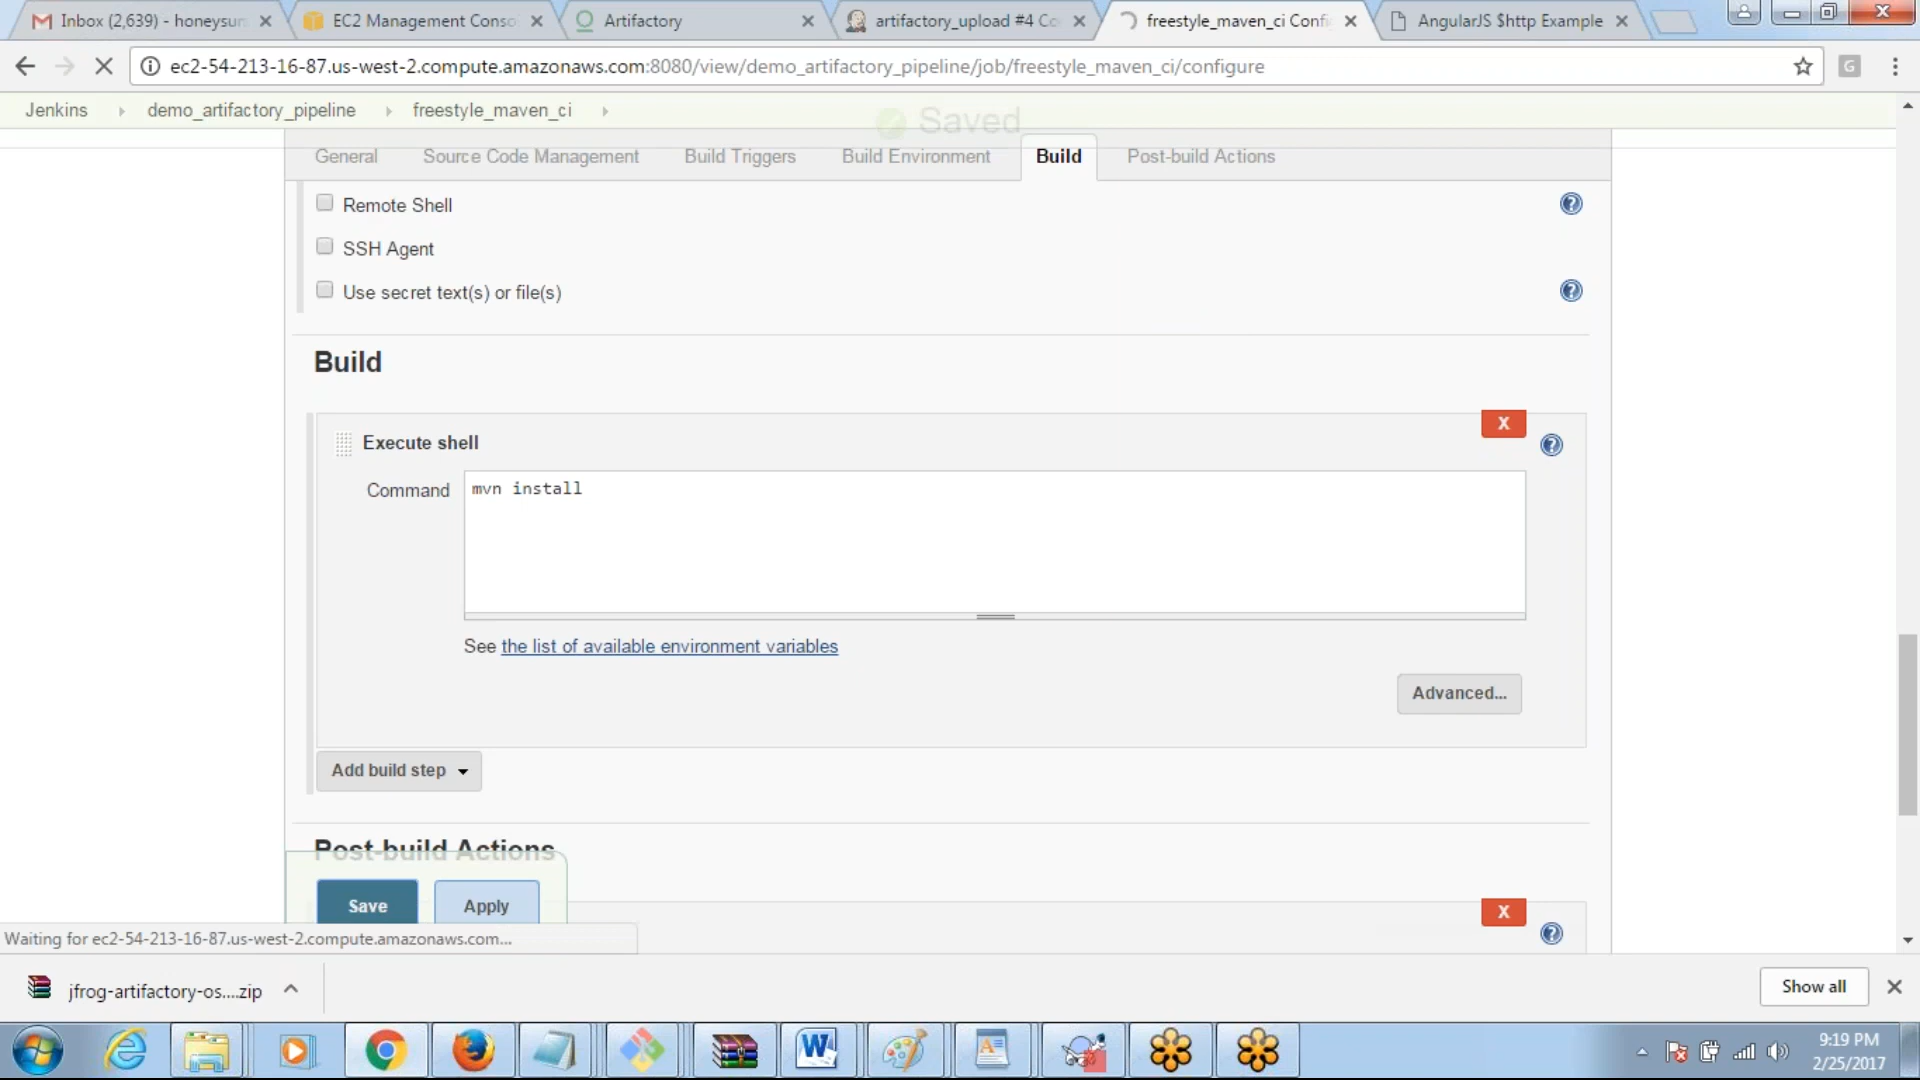 Inbox (2,639) - honeysum
EC2 Management Conso
Artifactory
artifactory_upload #4 Co
freestyle_maven_ci Confi
AngularJS $http Example
ec2-54-213-16-87.us-west-2.compute.amazonaws.com:8080/view/demo_artifactory_pipeline/job/freestyle_maven_ci/configure
G
Jenkins
demo_artifactory_pipeline
freestyle_maven_ci
Saved
General
Source Code Management
Build Triggers
Build Environment
Build
Post-build Actions
Remote Shell
SSH Agent
Use secret text(s) or file(s)
Build
X
Execute shell
Command
mvn install
See the list of available environment variables
Advanced...
Add build step
Post-build Actions
Save
Apply
X
Waiting for ec2-54-213-16-87.us-west-2.compute.amazonaws.com...
jfrog-artifactory-os....zip
Show all
9:19 PM
2/25/2017